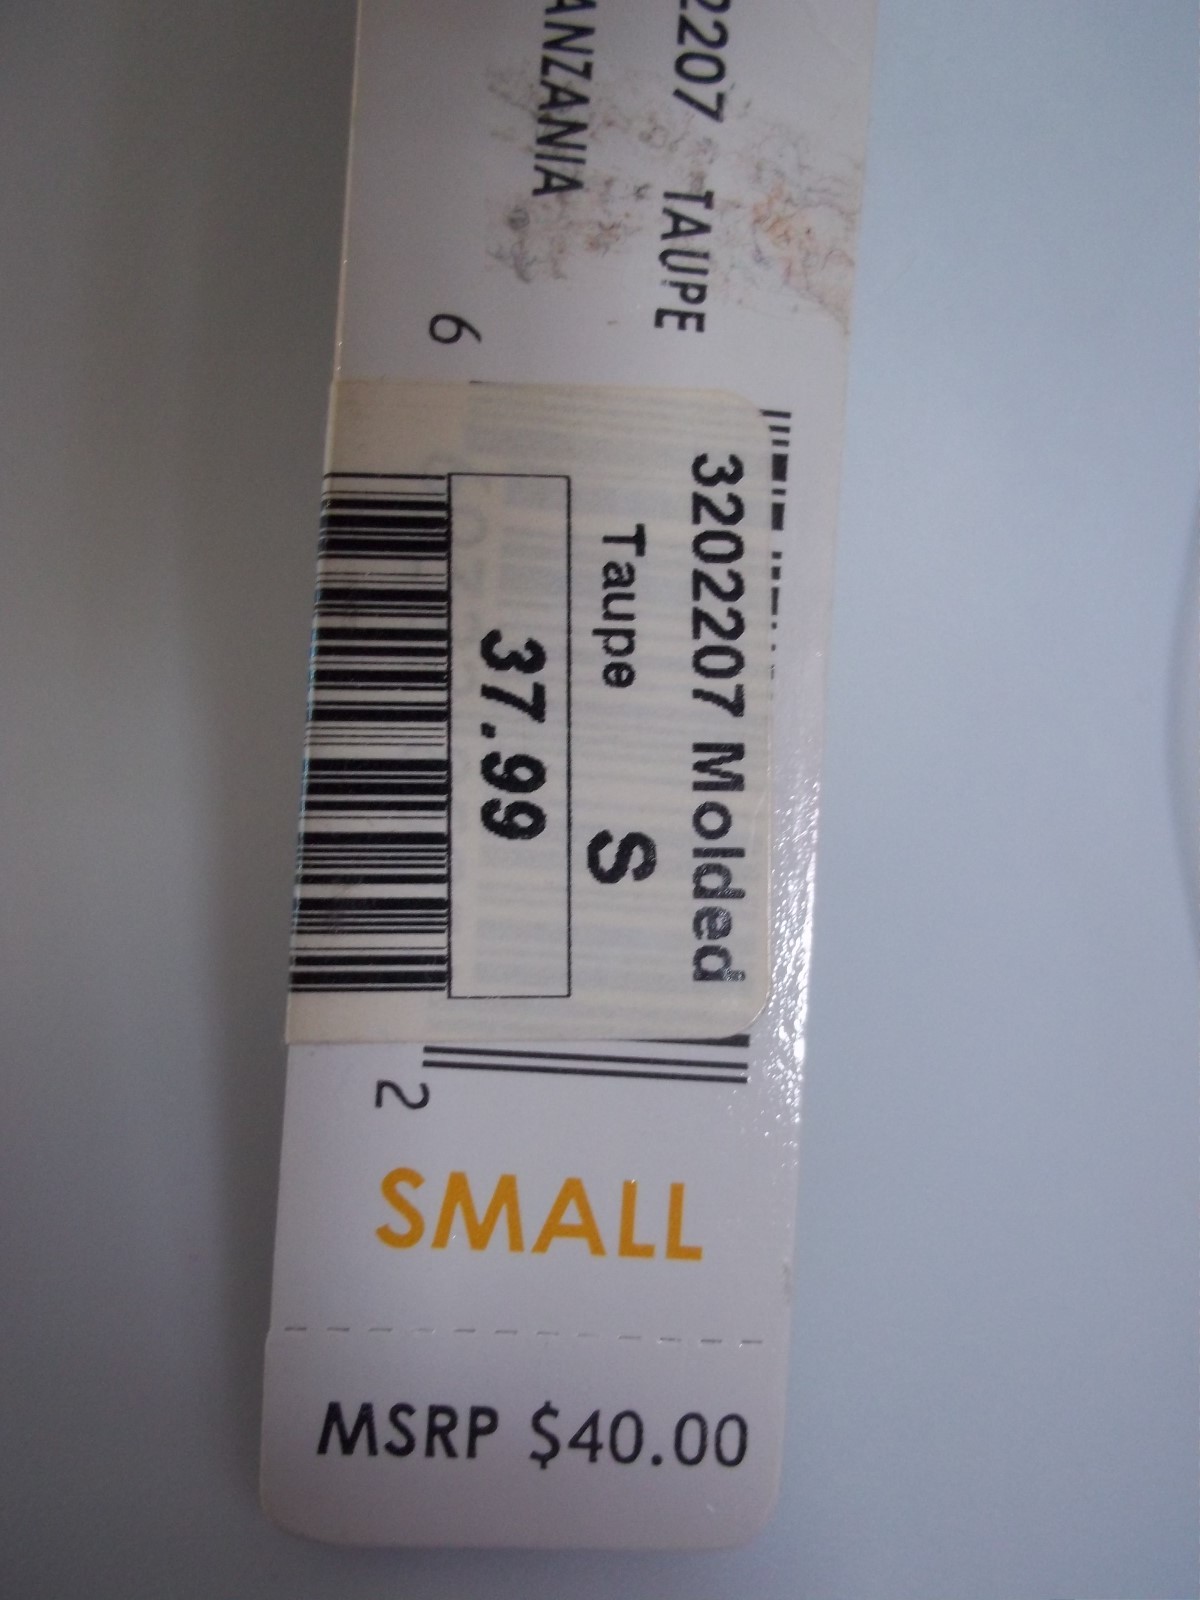 2207 TAUPE
ANZANIA
6
3202207 Molded
Taupe S
37.99
2
SMALL
MSRP $40.00